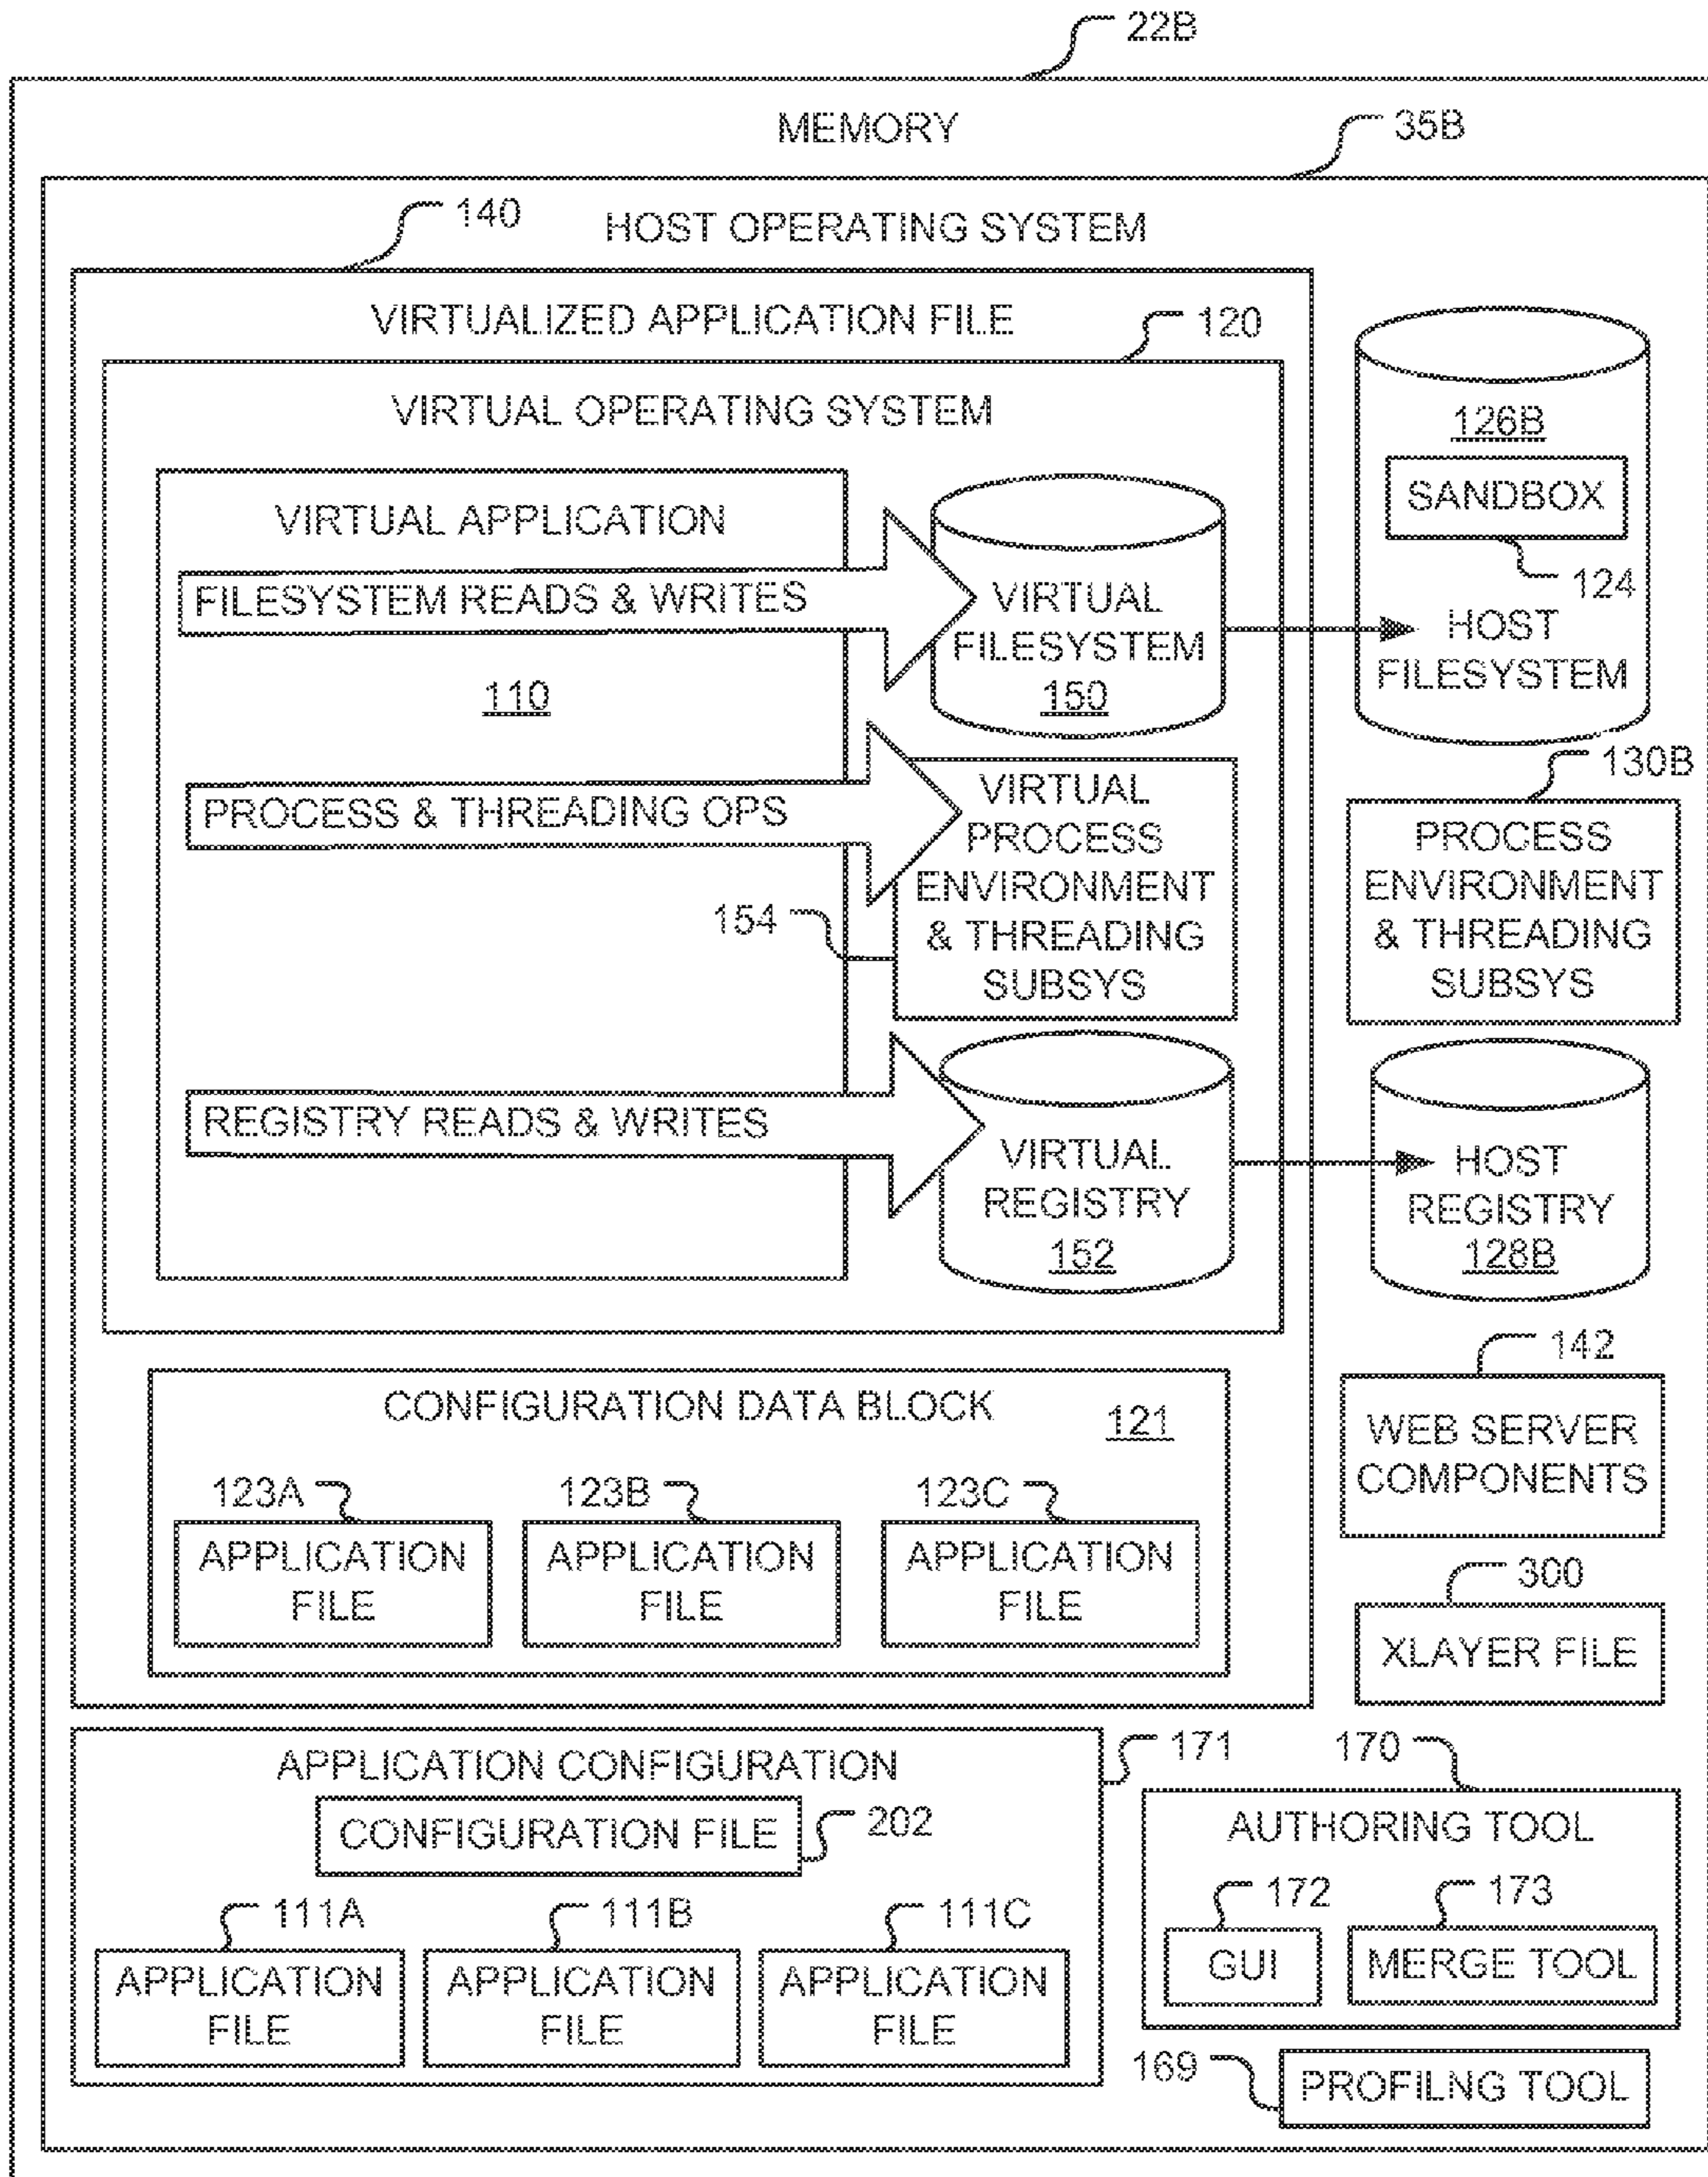 22B
MEMORY
35B
140
HOST OPERATING SYSTEM
VIRTUALIZED APPLICATION FILE
120
VIRTUAL OPERATING SYSTEM
126B
SANDBOX
124
HOST
FILESYSTEM
VIRTUAL APPLICATION
FILESYSTEM READS & WRITES
VIRTUAL
FILESYSTEM
150
110
PROCESS & THREADING OPS
VIRTUAL
PROCESS
ENVIRONMENT
& THREADING
SUBSYS
154
130B
PROCESS
ENVIRONMENT
& THREADING
SUBSYS
REGISTRY READS & WRITES
VIRTUAL
REGISTRY
152
HOST
REGISTRY
128B
142
WEB SERVER
COMPONENTS
CONFIGURATION DATA BLOCK
121
123A
123B
123C
APPLICATION
FILE
APPLICATION
FILE
APPLICATION
FILE
300
XLAYER FILE
APPLICATION CONFIGURATION
171
CONFIGURATION FILE
202
111A
111B
111C
APPLICATION
FILE
APPLICATION
FILE
APPLICATION
FILE
170
AUTHORING TOOL
172
173
GUI
MERGE TOOL
169
PROFILNG TOOL